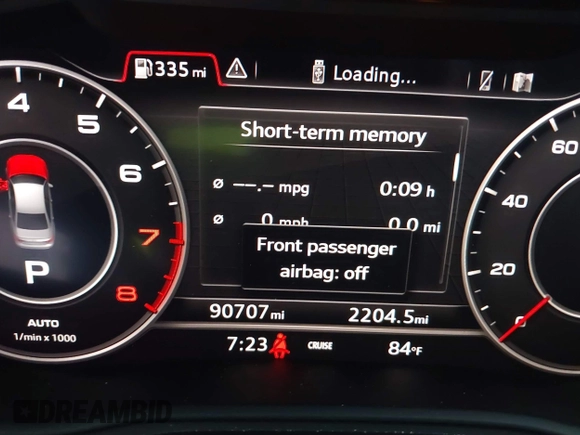 335 mi
Loading...
Short-term memory
Ø --.- mpg 0:09 h
Ø 0 mph 0.0 mi
Front passenger
airbag: off
90707 mi 2204.5 mi
7:23 CRUISE 84°F
4
5
6
7
8
P
AUTO
1/min x 1000
60
40
20
0
DREAMBID